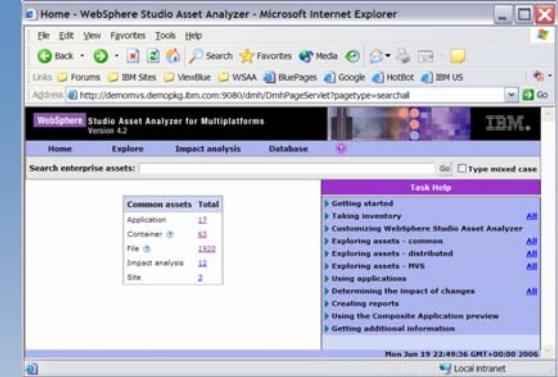 Home - WebSphere Studio Asset Analyzer - Microsoft Internet Explorer
File Edit View Favorites Tools Help
Back Search Favorites Media
Links Forums IBM Sites ViewBlue WSAA BluePages Google HotBot IBM US
Address http://demomvs.demopkg.ibm.com:9080/dmh/DmhPageServlet?pagetype=searchall Go
WebSphere Studio Asset Analyzer for Multiplatforms
Version 4.2
IBM.
Home Explore Impact analysis Database
Search enterprise assets: Go Type mixed case
Common assets Total
Application 17
Container 63
File 1920
Impact analysis 12
Site 3
Task Help
Getting started
Taking inventory All
Customizing WebSphere Studio Asset Analyzer
Exploring assets - common All
Exploring assets - distributed All
Exploring assets - MVS All
Using applications
Determining the impact of changes All
Creating reports
Using the Composite Application preview
Getting additional information
Mon Jun 19 22:49:36 GMT+00:00 2006
Local intranet